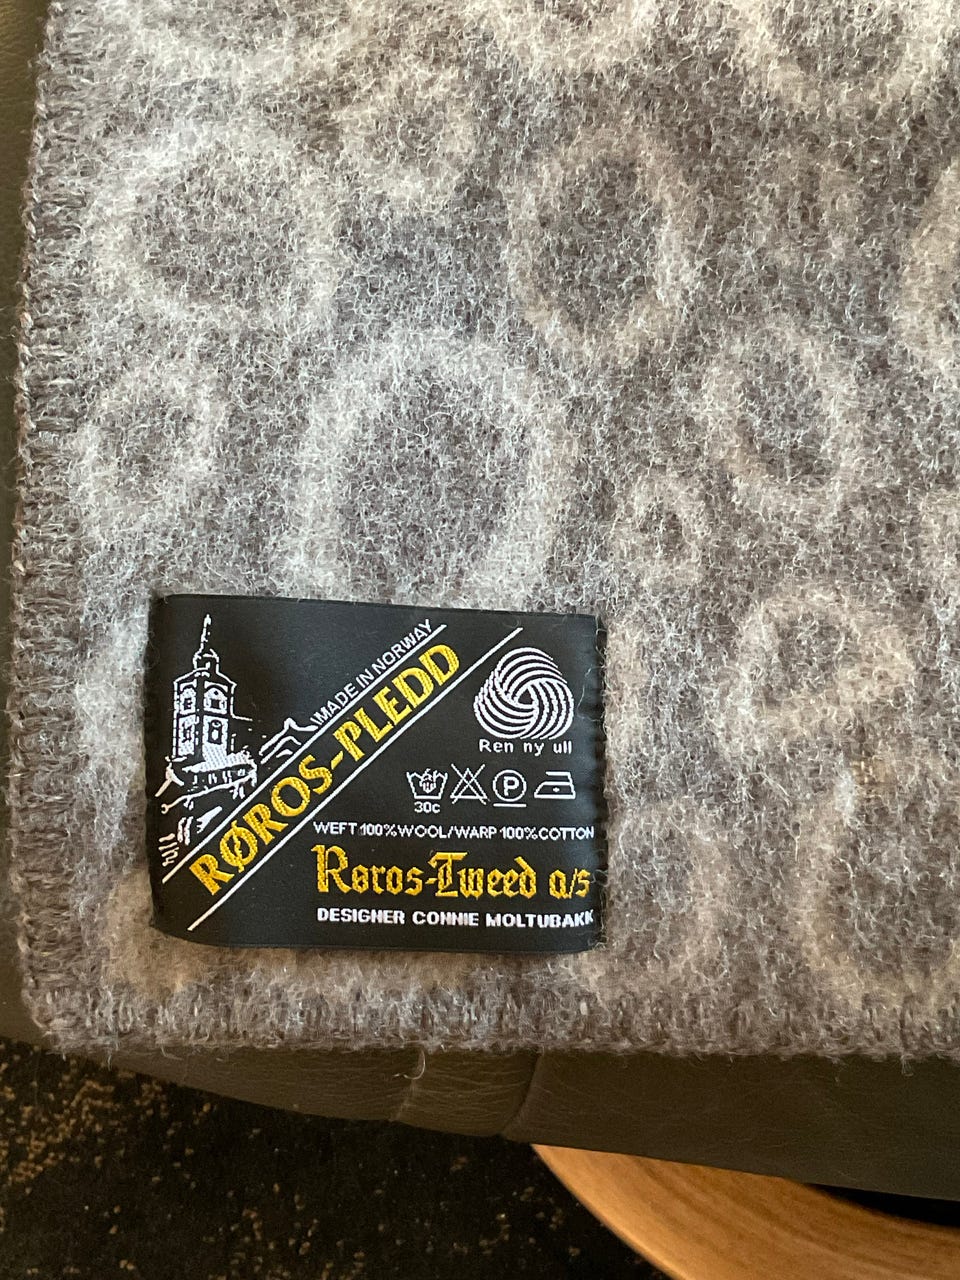 MADE IN NORWAY
RØROS-PLEDD
Ren ny ull
30c
P
WEFT 100% WOOL/WARP 100% COTTON
Røros-Tweed a/s
DESIGNER CONNIE MOLTUBAKK